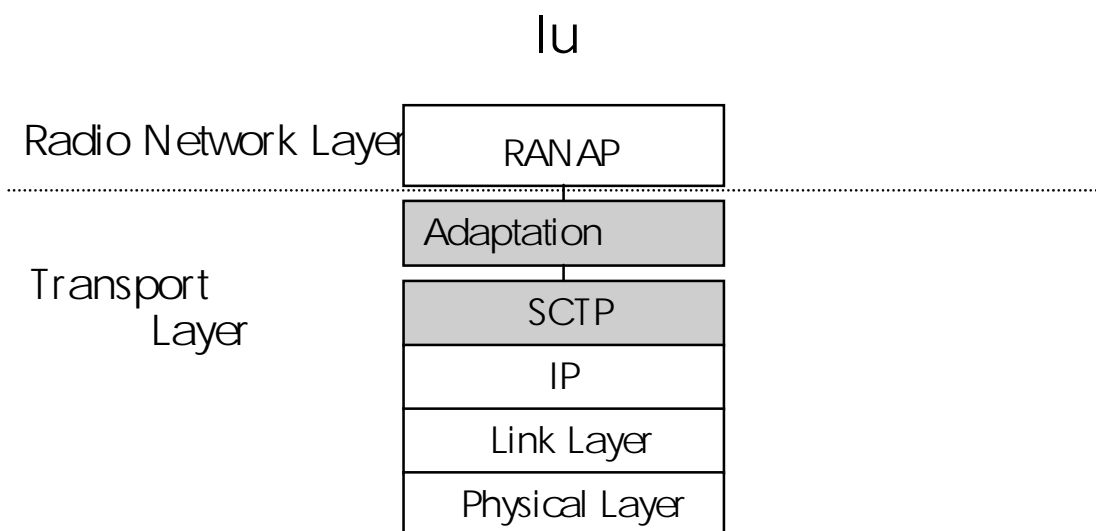 Iu
Radio Network Layer
RANAP
Adaptation
Transport
Layer
SCTP
IP
Link Layer
Physical Layer